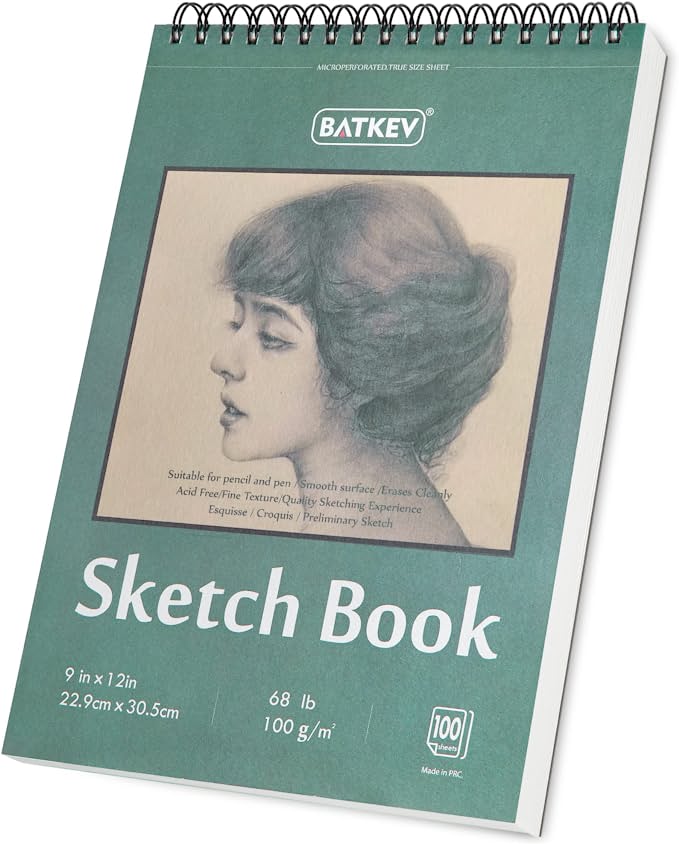 MICROPERFORATED.TRUE SIZE SHEET
BATKEV®
Suitable for pencil and pen / Smooth surface /Erases Cleanly
Acid Free/Fine Texture/Quality Sketching Experience
Esquisse / Croquis / Preliminary Sketch
Sketch Book
9 in x 12in
22.9cm x 30.5cm
68 lb
100 g/m²
100
sheets
Made in PRC.